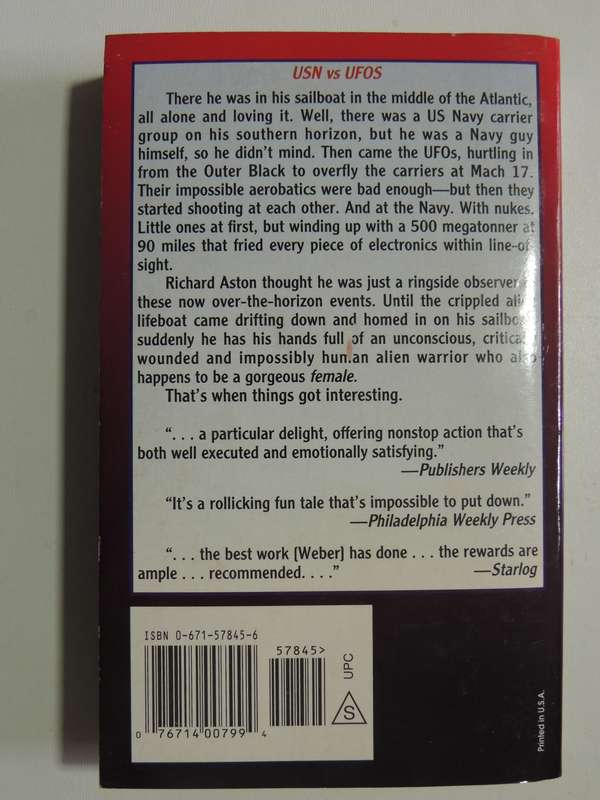 USN vs UFOS
There he was in his sailboat in the middle of the Atlantic,
all alone and loving it. Well, there was a US Navy carrier
group on his southern horizon, but he was a Navy guy
himself, so he didn't mind. Then came the UFOs, hurtling in
from the Outer Black to overfly the carriers at Mach 17.
Their impossible aerobatics were bad enough—but then they
started shooting at each other. And at the Navy. With nukes.
Little ones at first, but winding up with a 500 megatonner at
90 miles that fried every piece of electronics within line-of-
sight.
Richard Aston thought he was just a ringside observer
these now over-the-horizon events. Until the crippled
lifeboat came drifting down and homed in on his
suddenly he has his hands full of an unconscious,
wounded and impossibly human alien warrior who also
happens to be a gorgeous female.
That's when things got interesting.
". . . a particular delight, offering nonstop action that's
both well executed and emotionally satisfying."
—Publishers Weekly
"It's a rollicking fun tale that's impossible to put down."
—Philadelphia Weekly Press
". . . the best work [Weber] has done . . . the rewards are
ample . . . recommended. . . ."  —Starlog
ISBN 0-671-57845-6
57845>
UPC
S
0 76714 00799 4
Printed in U.S.A.